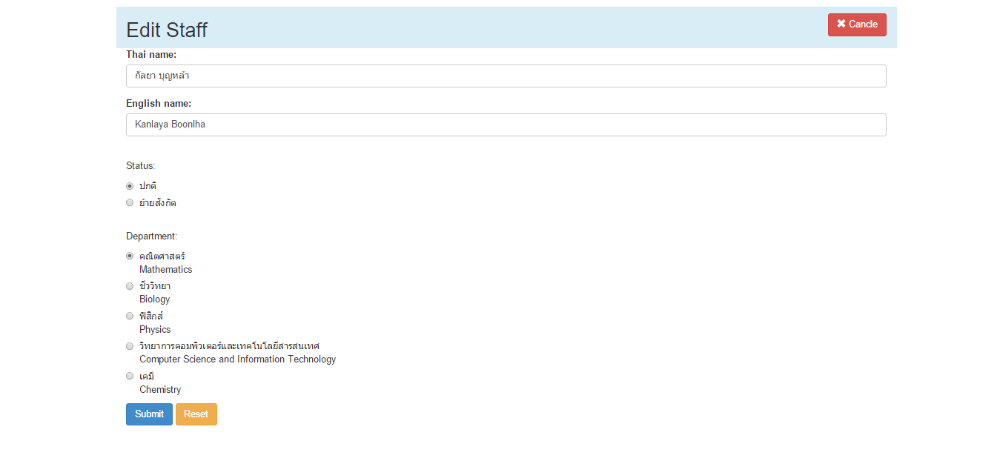 Edit Staff
Cancle
Thai name:
กัลยา บุญหล้า
English name:
Kanlaya Boonlha
Status:
ปกติ
ย้ายสังกัด
Department:
คณิตศาสตร์
Mathematics
ชีววิทยา
Biology
ฟิสิกส์
Physics
วิทยาการคอมพิวเตอร์และเทคโนโลยีสารสนเทศ
Computer Science and Information Technology
เคมี
Chemistry
Submit Reset